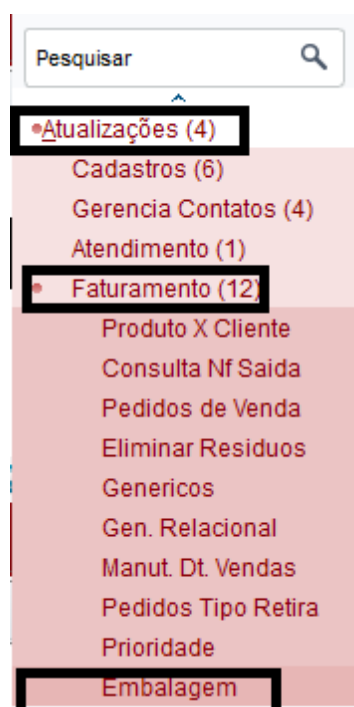 Pesquisar
Atualizações (4)
Cadastros (6)
Gerencia Contatos (4)
Atendimento (1)
Faturamento (12)
Produto X Cliente
Consulta Nf Saida
Pedidos de Venda
Eliminar Residuos
Genericos
Gen. Relacional
Manut. Dt. Vendas
Pedidos Tipo Retira
Prioridade
Embalagem